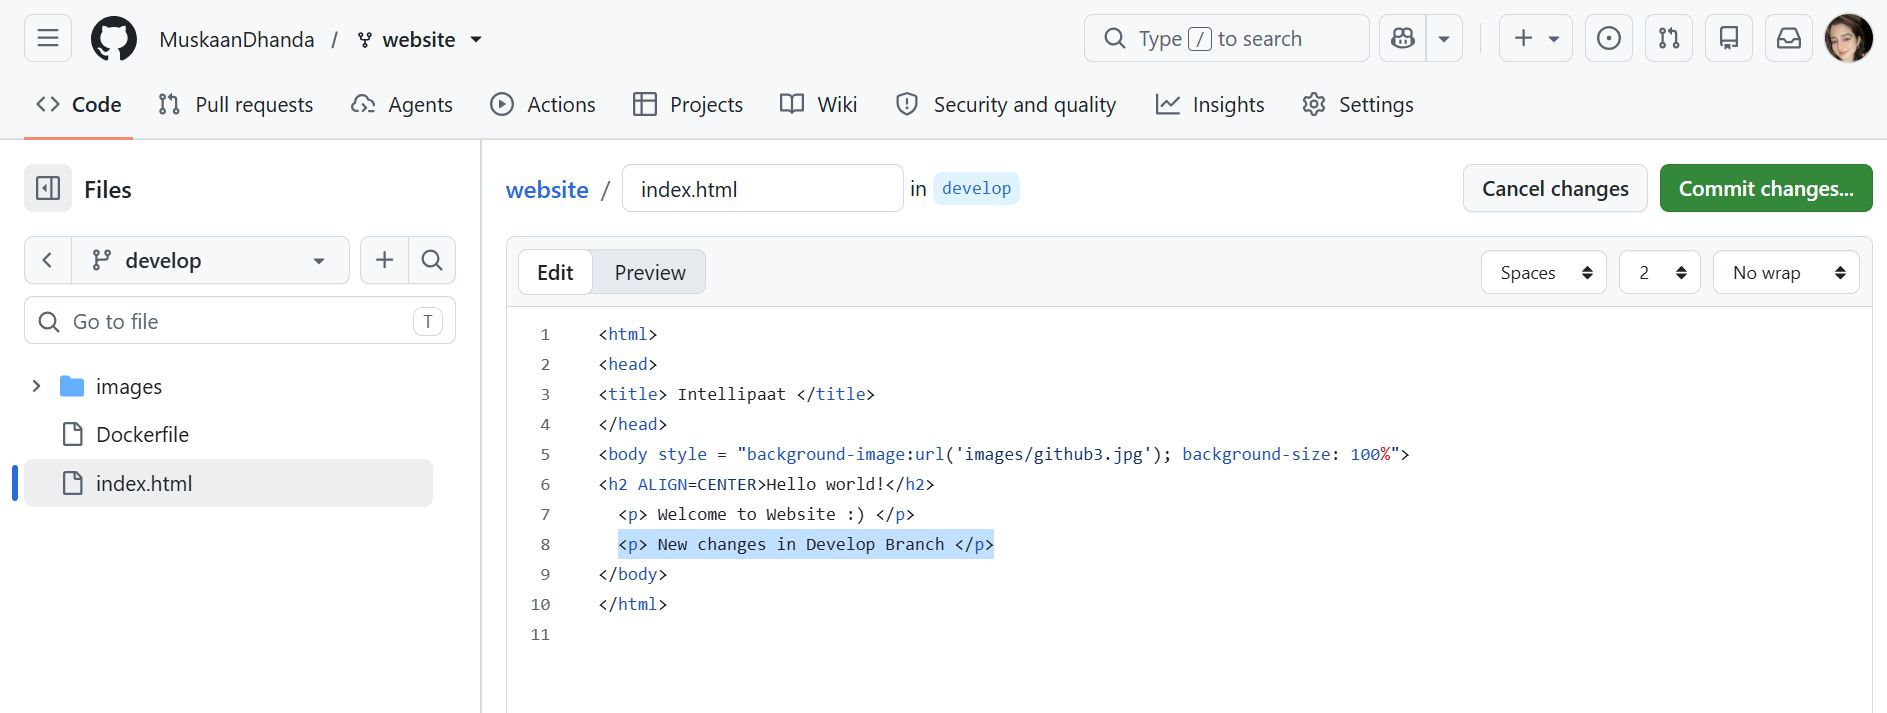 MuskaanDhanda / website
Type / to search
Code
Pull requests
Agents
Actions
Projects
Wiki
Security and quality
Insights
Settings
Files
develop
Go to file
T
images
Dockerfile
index.html
website / index.html in develop
Cancel changes
Commit changes...
Edit
Preview
Spaces
2
No wrap
1 <html>
2 <head>
3 <title> Intellipaat </title>
4 </head>
5 <body style = "background-image:url('images/github3.jpg'); background-size: 100%">
6 <h2 ALIGN=CENTER>Hello world!</h2>
7 <p> Welcome to Website :) </p>
8 <p> New changes in Develop Branch </p>
9 </body>
10 </html>
11